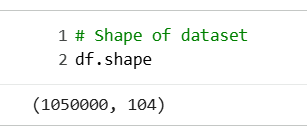 1 # Shape of dataset
2 df.shape
(1050000, 104)